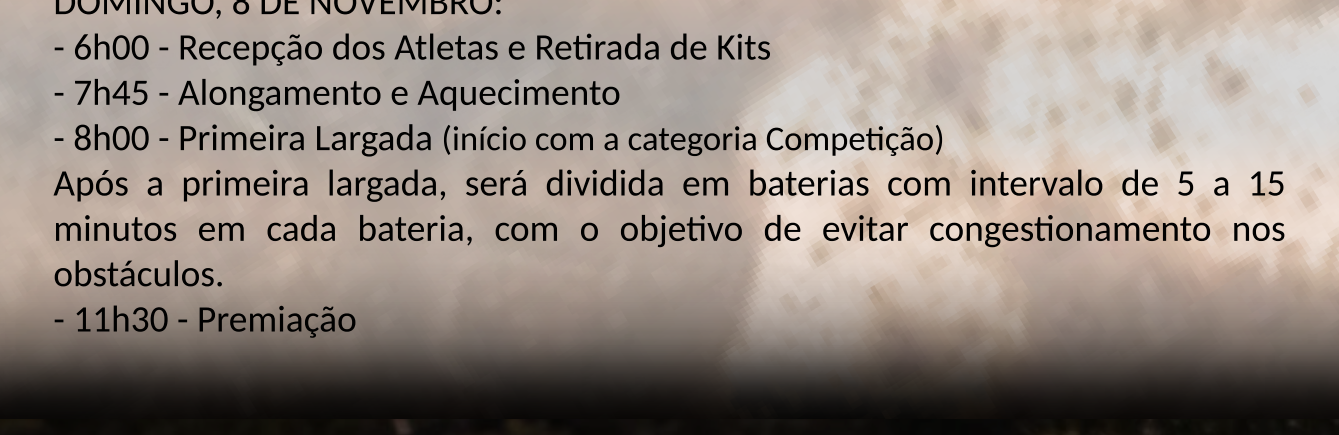 DOMINGO, 8 DE NOVEMBRO:
- 6h00 - Recepção dos Atletas e Retirada de Kits
- 7h45 - Alongamento e Aquecimento
- 8h00 - Primeira Largada (início com a categoria Competição)
Após a primeira largada, será dividida em baterias com intervalo de 5 a 15
minutos em cada bateria, com o objetivo de evitar congestionamento nos
obstáculos.
- 11h30 - Premiação